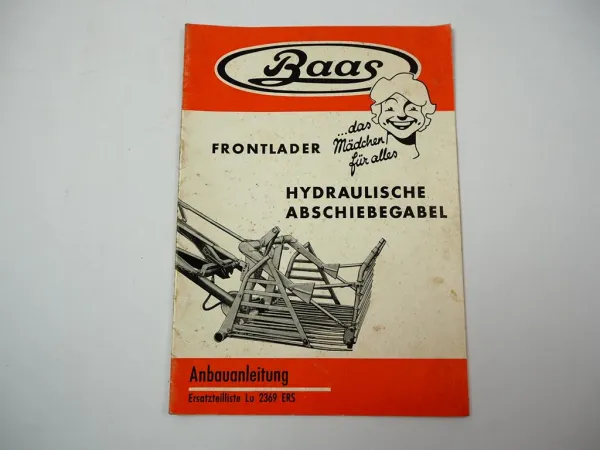 Baas
...das
Mädchen
für alles
FRONTLADER
HYDRAULISCHE
ABSCHIEBEGABEL
Anbauanleitung
Ersatzteilliste Lu 2369 ERS